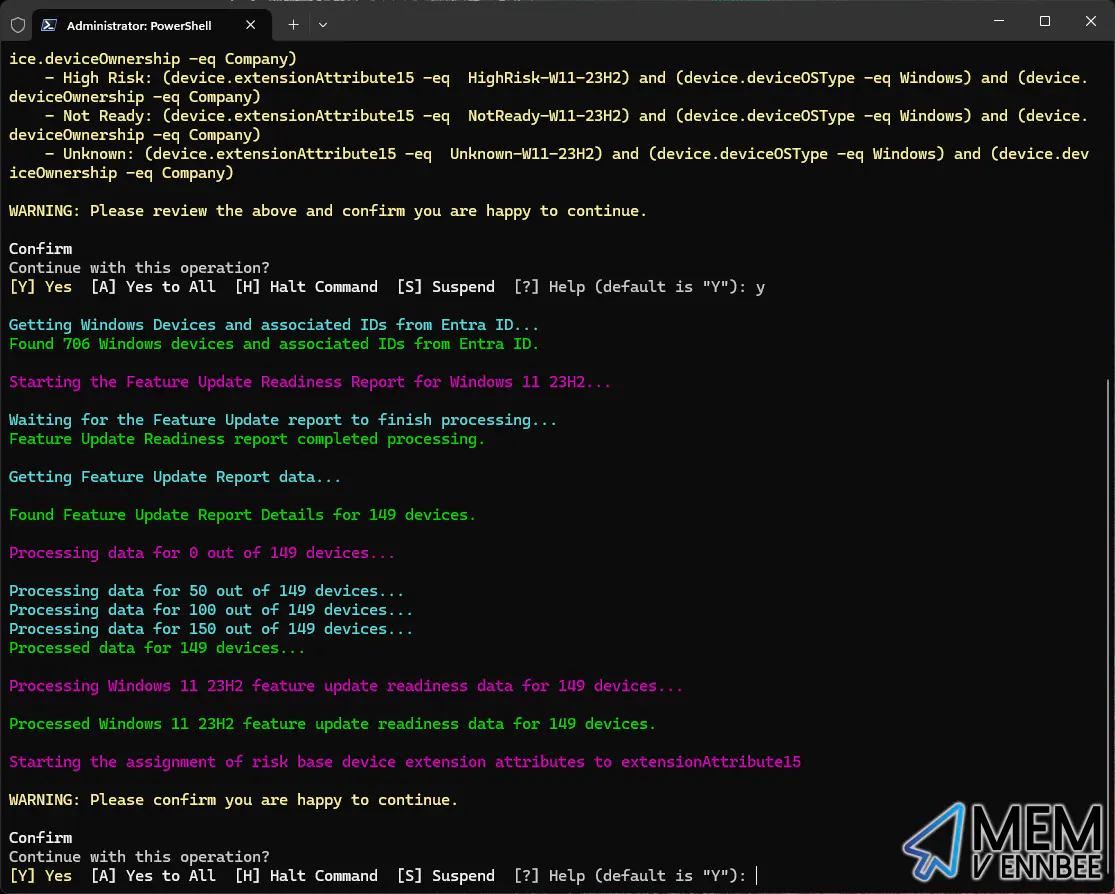 Administrator: PowerShell
ice.deviceOwnership -eq Company)
- High Risk: (device.extensionAttribute15 -eq  HighRisk-W11-23H2) and (device.deviceOSType -eq Windows) and (device.
deviceOwnership -eq Company)
- Not Ready: (device.extensionAttribute15 -eq  NotReady-W11-23H2) and (device.deviceOSType -eq Windows) and (device.
deviceOwnership -eq Company)
- Unknown: (device.extensionAttribute15 -eq  Unknown-W11-23H2) and (device.deviceOSType -eq Windows) and (device.dev
iceOwnership -eq Company)
WARNING: Please review the above and confirm you are happy to continue.
Confirm
Continue with this operation?
[Y] Yes  [A] Yes to All  [H] Halt Command  [S] Suspend  [?] Help (default is "Y"): y
Getting Windows Devices and associated IDs from Entra ID...
Found 706 Windows devices and associated IDs from Entra ID.
Starting the Feature Update Readiness Report for Windows 11 23H2...
Waiting for the Feature Update report to finish processing...
Feature Update Readiness report completed processing.
Getting Feature Update Report data...
Found Feature Update Report Details for 149 devices.
Processing data for 0 out of 149 devices...
Processing data for 50 out of 149 devices...
Processing data for 100 out of 149 devices...
Processing data for 150 out of 149 devices...
Processed data for 149 devices...
Processing Windows 11 23H2 feature update readiness data for 149 devices...
Processed Windows 11 23H2 feature update readiness data for 149 devices.
Starting the assignment of risk base device extension attributes to extensionAttribute15
WARNING: Please confirm you are happy to continue.
Confirm
Continue with this operation?
[Y] Yes  [A] Yes to All  [H] Halt Command  [S] Suspend  [?] Help (default is "Y"):
MEM
V ENNBEE